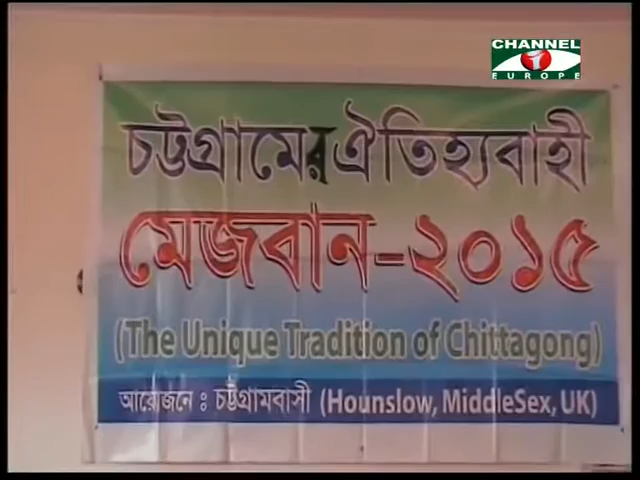 CHANNEL
i
EUROPE
চট্টগ্রামের ঐতিহ্যবাহী
মেজবান-২০১৫
(The Unique Tradition of Chittagong)
আয়োজনে : চট্টগ্রামবাসী (Hounslow, MiddleSex, UK)